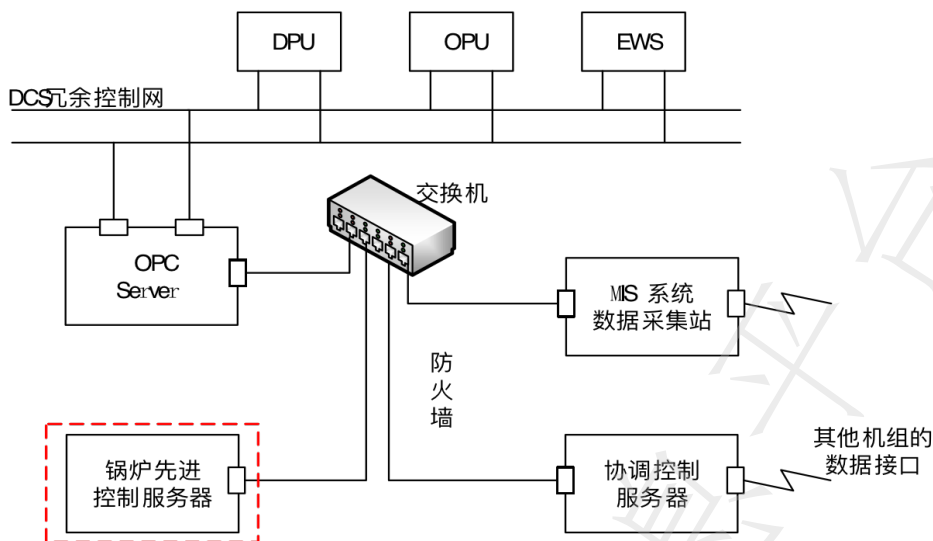 DPU
OPU
EWS
DCS冗余控制网
交换机
OPC
Server
MIS 系统
数据采集站
防
火
墙
锅炉先进
控制服务器
协调控制
服务器
其他机组的
数据接口